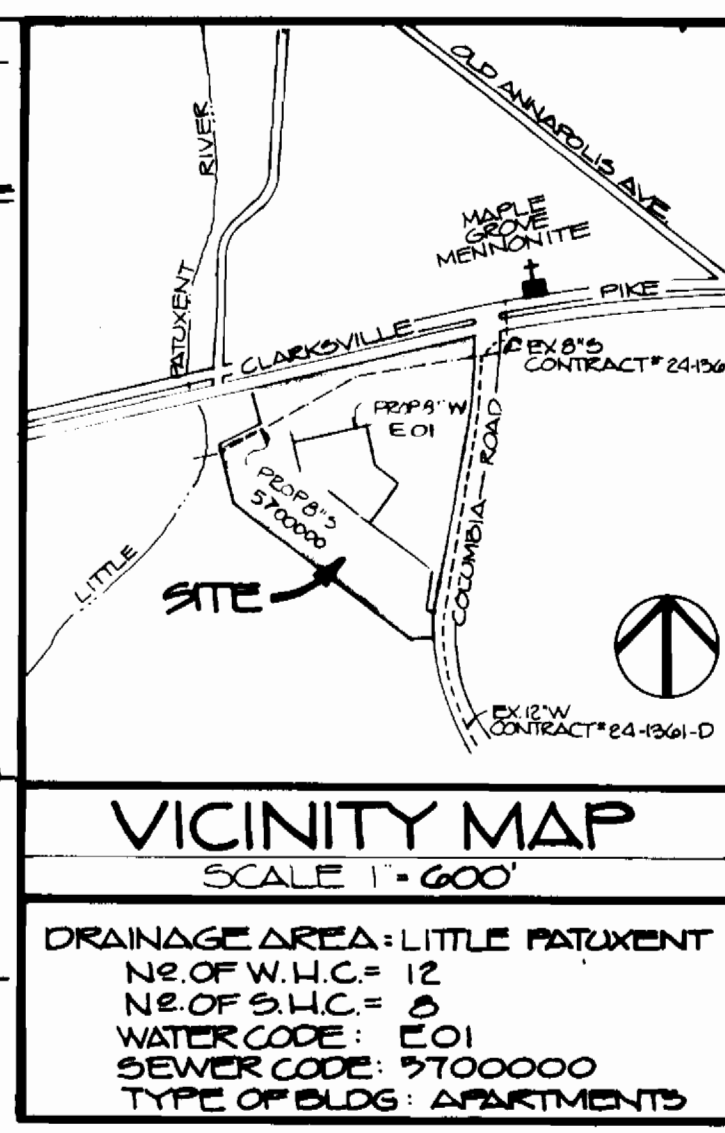 OLD ANNAPOLIS AVE.
RIVER
MAPLE
GROVE
MENNONITE
PATUXENT
PIKE
CLARKSVILLE
EX 8"S
CONTRACT# 24-136
PROP 8" W
E01
ROAD
PROP 8"S
5700000
COLUMBIA
LITTLE
SITE
EX. 12"W
CONTRACT# 24-1361-D
VICINITY MAP
SCALE 1" = 600'
DRAINAGE AREA: LITTLE PATUXENT
Nº. OF W.H.C. = 12
Nº. OF S.H.C. = 8
WATER CODE: E01
SEWER CODE: 5700000
TYPE OF BLDG: APARTMENTS